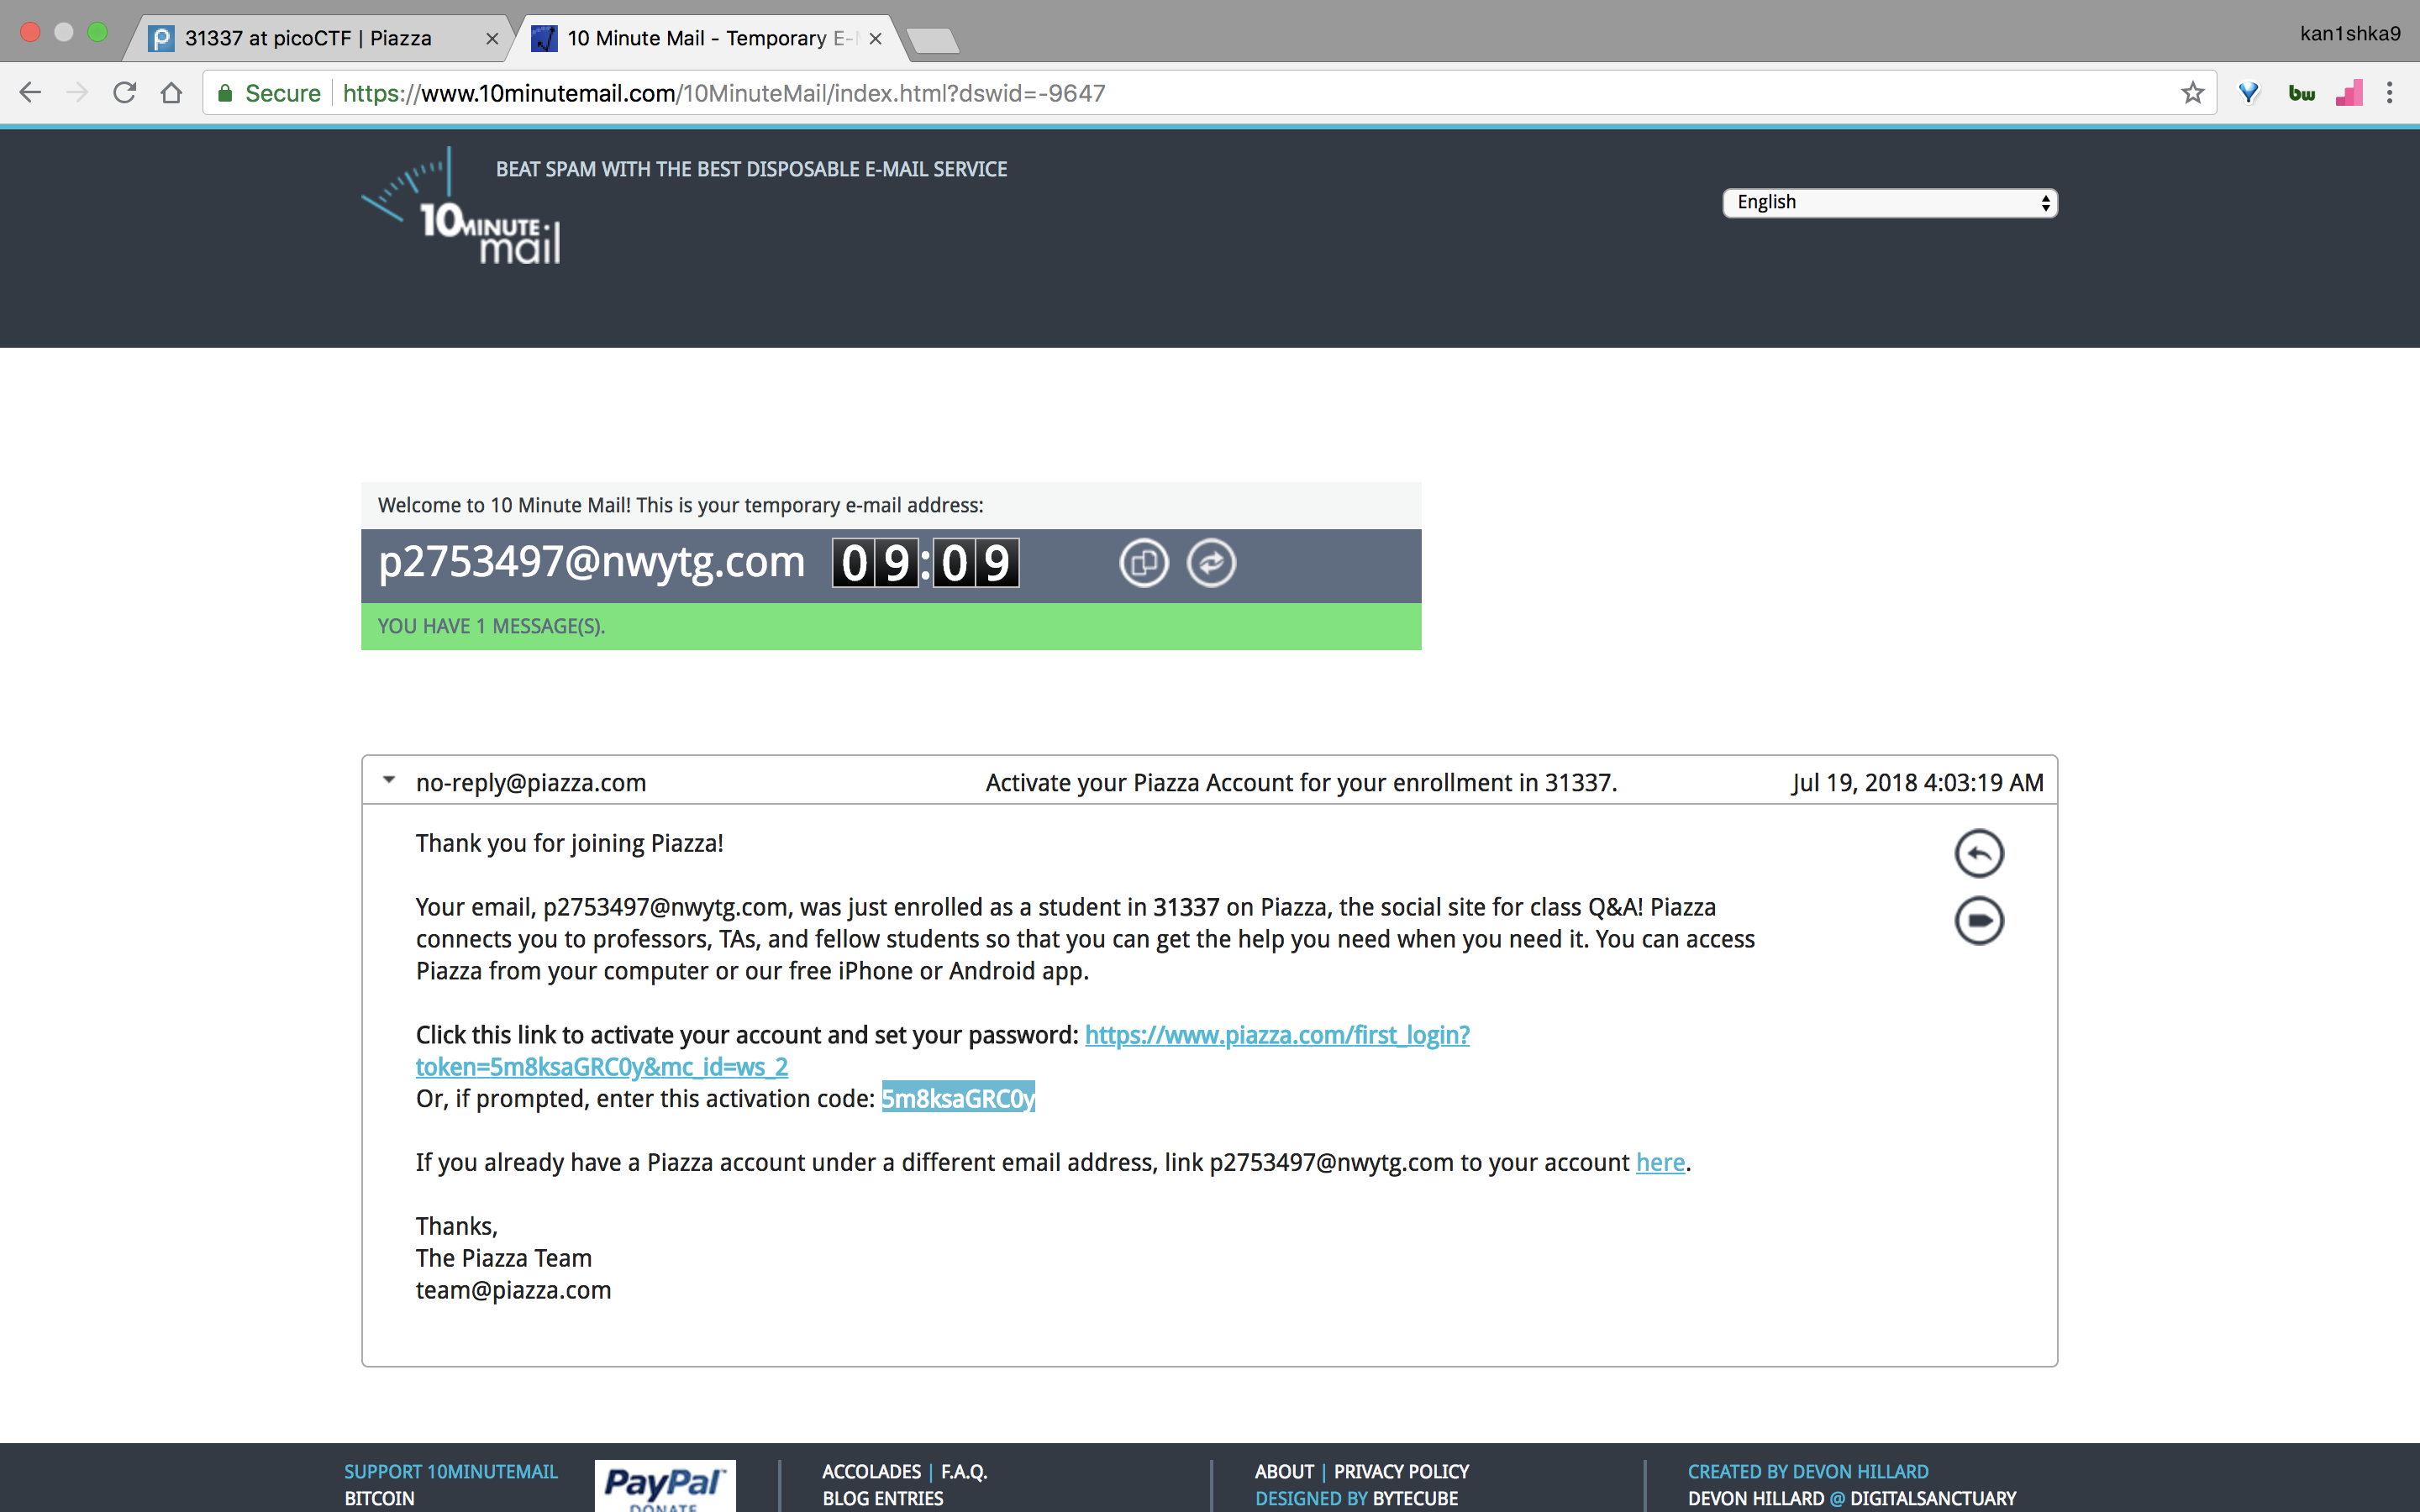 31337 at picoCTF | Piazza
10 Minute Mail - Temporary E-
kan1shka9
Secure
https://www.10minutemail.com/10MinuteMail/index.html?dswid=-9647
bw
BEAT SPAM WITH THE BEST DISPOSABLE E-MAIL SERVICE
10MINUTE
mail
English
Welcome to 10 Minute Mail! This is your temporary e-mail address:
p2753497@nwytg.com 09:09
YOU HAVE 1 MESSAGE(S).
no-reply@piazza.com Activate your Piazza Account for your enrollment in 31337. Jul 19, 2018 4:03:19 AM
Thank you for joining Piazza!
Your email, p2753497@nwytg.com, was just enrolled as a student in 31337 on Piazza, the social site for class Q&A! Piazza
connects you to professors, TAs, and fellow students so that you can get the help you need when you need it. You can access
Piazza from your computer or our free iPhone or Android app.
Click this link to activate your account and set your password: https://www.piazza.com/first_login?
token=5m8ksaGRC0y&mc_id=ws_2
Or, if prompted, enter this activation code: 5m8ksaGRC0y
If you already have a Piazza account under a different email address, link p2753497@nwytg.com to your account here.
Thanks,
The Piazza Team
team@piazza.com
SUPPORT 10MINUTEMAIL
BITCOIN
PayPal
DONATE
ACCOLADES | F.A.Q.
BLOG ENTRIES
ABOUT | PRIVACY POLICY
DESIGNED BY BYTECUBE
CREATED BY DEVON HILLARD
DEVON HILLARD @ DIGITALSANCTUARY